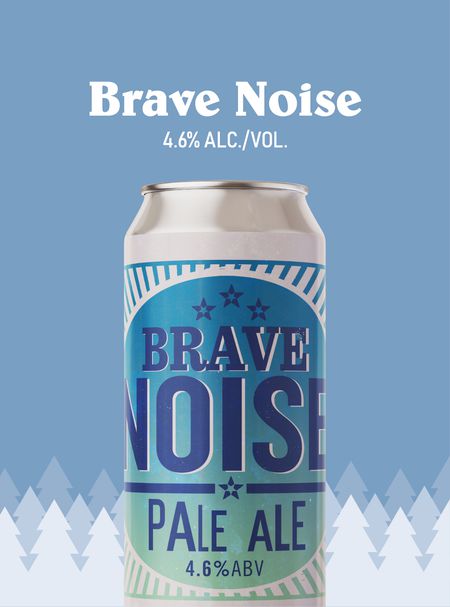 Brave Noise
4.6% ALC./VOL.
BRAVE
NOISE
PALE ALE
4.6%ABV